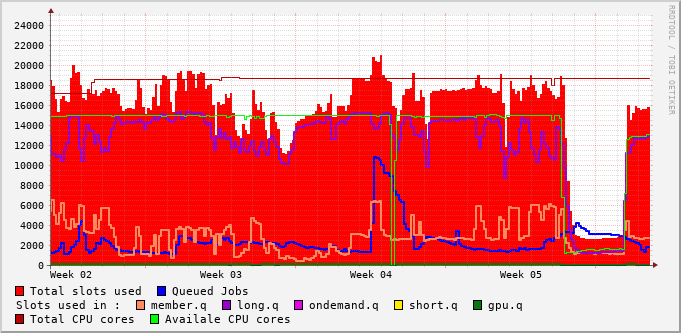 RRDTOOL / TOBI OETIKER
24000
22000
20000
18000
16000
14000
12000
10000
8000
6000
4000
2000
0
Week 02 Week 03 Week 04 Week 05
Total slots used Queued Jobs
Slots used in : member.q long.q ondemand.q short.q gpu.q
Total CPU cores Availale CPU cores